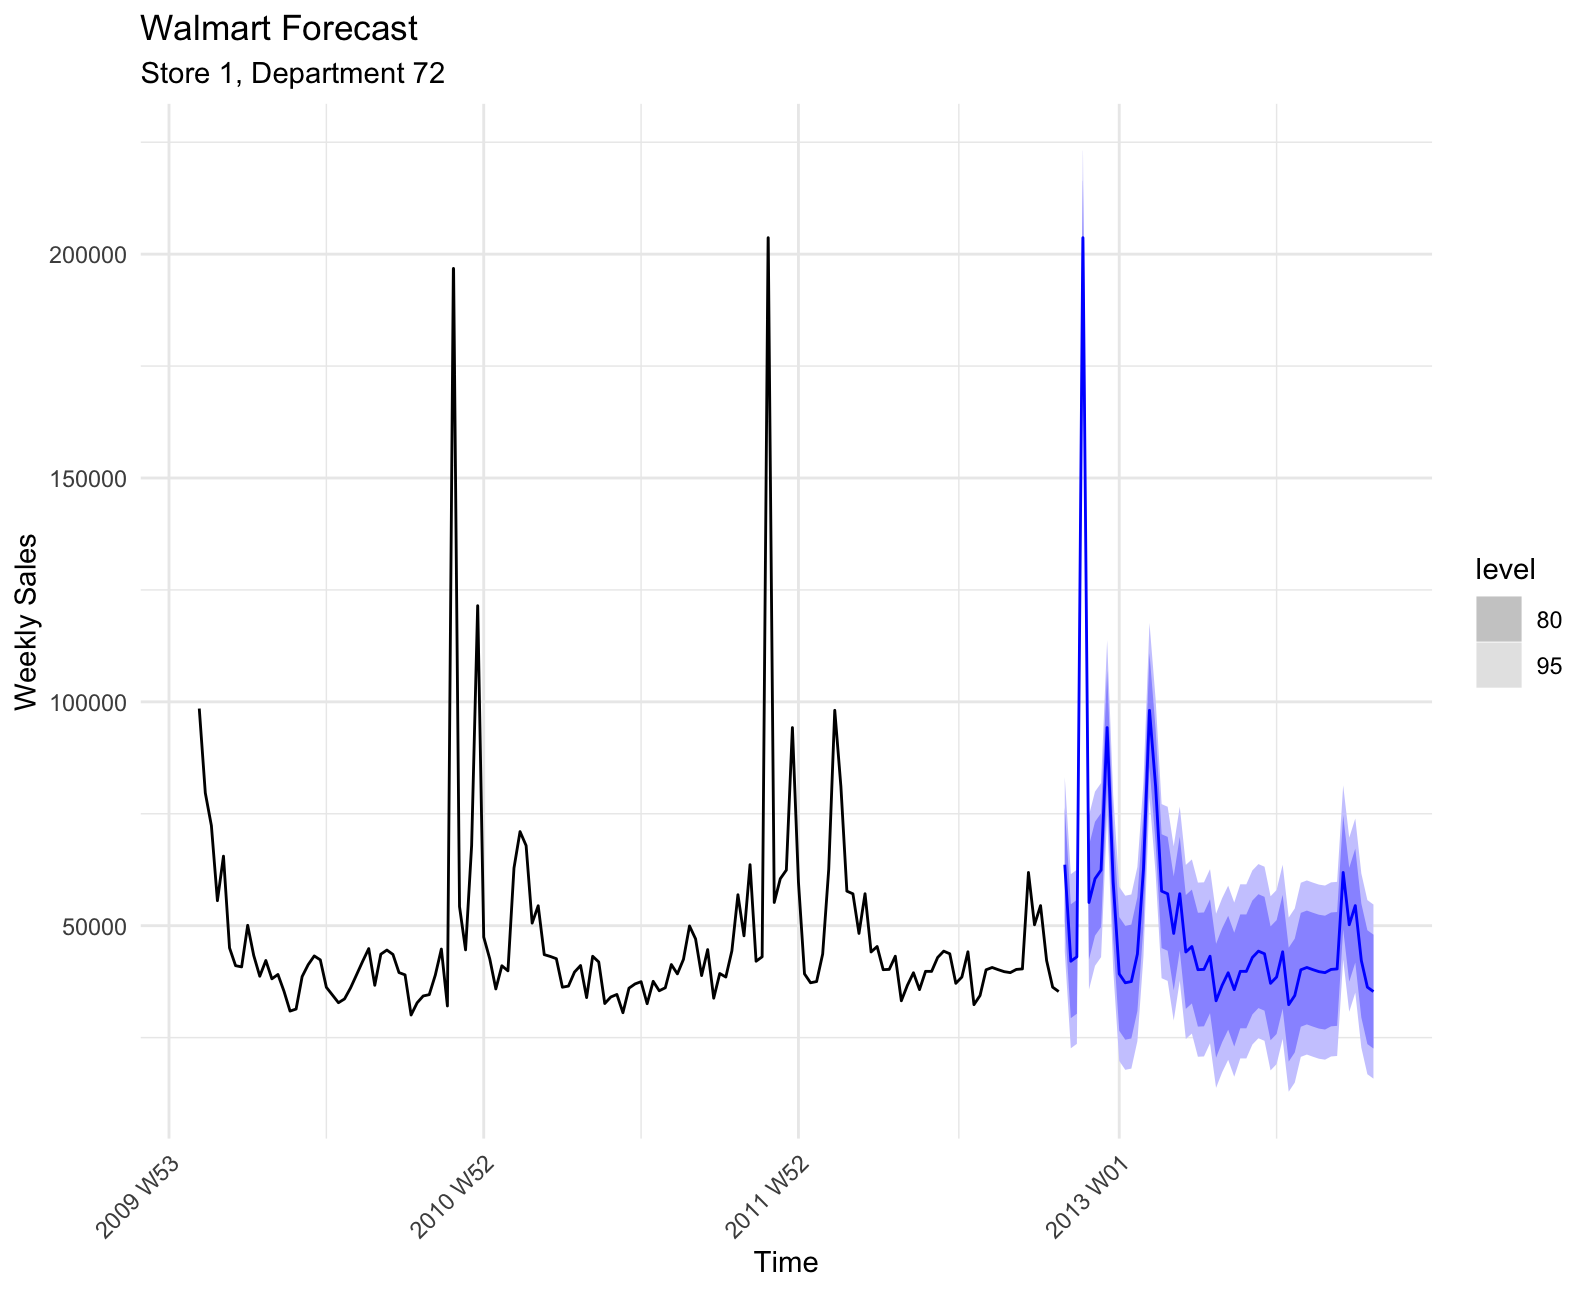 Walmart Forecast
Store 1, Department 72
Weekly Sales
200000
150000
100000
50000
level
80
95
2009 W53
2010 W52
2011 W52
2013 W01
Time